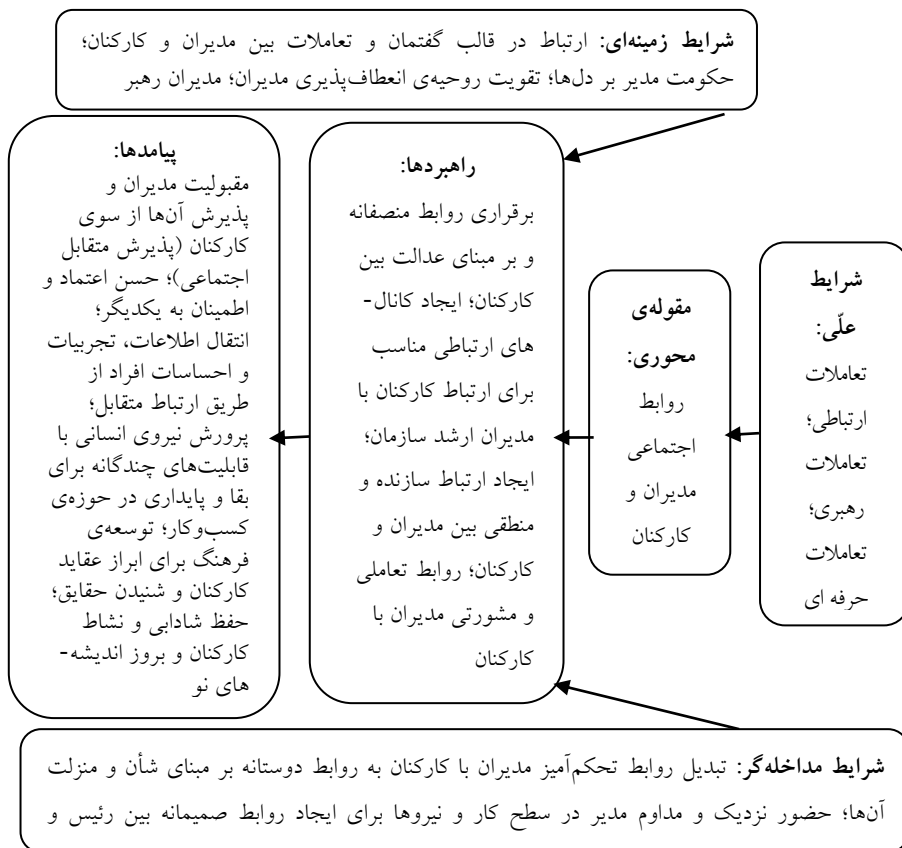 شرایط زمینه‌ای: ارتباط در قالب گفتمان و تعاملات بین مدیران و کارکنان؛
حکومت مدیر بر دل‌ها؛ تقویت روحیه‌ی انعطاف‌پذیری مدیران؛ مدیران رهبر
شرایط
علّی:
تعاملات
ارتباطی؛
تعاملات
رهبری؛
تعاملات
حرفه ای
مقوله‌ی
محوری:
روابط
اجتماعی
مدیران و
کارکنان
راهبردها:
برقراری روابط منصفانه
و بر مبنای عدالت بین
کارکنان؛ ایجاد کانال-
های ارتباطی مناسب
برای ارتباط کارکنان با
مدیران ارشد سازمان؛
ایجاد ارتباط سازنده و
منطقی بین مدیران و
کارکنان؛ روابط تعاملی
و مشورتی مدیران با
کارکنان
پیامدها:
مقبولیت مدیران و
پذیرش آن‌ها از سوی
کارکنان (پذیرش متقابل
اجتماعی)؛ حسن اعتماد و
اطمینان به یکدیگر؛
انتقال اطلاعات، تجربیات
و احساسات افراد از
طریق ارتباط متقابل؛
پرورش نیروی انسانی با
قابلیت‌های چندگانه برای
بقا و پایداری در حوزه‌ی
کسب‌وکار؛ توسعه‌ی
فرهنگ برای ابراز عقاید
کارکنان و شنیدن حقایق؛
حفظ شادابی و نشاط
کارکنان و بروز اندیشه-
های نو
شرایط مداخله‌گر: تبدیل روابط تحکم‌آمیز مدیران با کارکنان به روابط دوستانه بر مبنای شأن و منزلت
آن‌ها؛ حضور نزدیک و مداوم مدیر در سطح کار و نیروها برای ایجاد روابط صمیمانه بین رئیس و